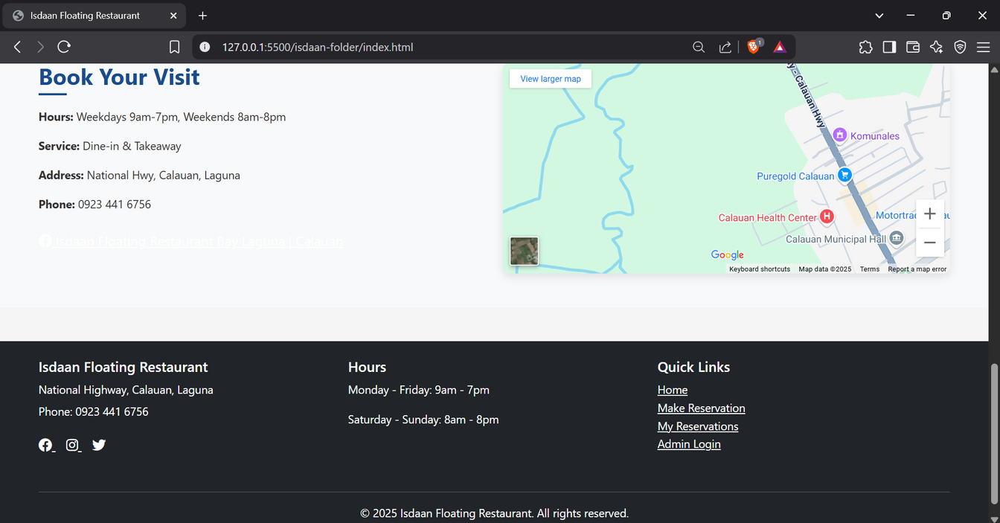 Isdaan Floating Restaurant
127.0.0.1:5500/isdaan-folder/index.html
1
Book Your Visit
Hours: Weekdays 9am-7pm, Weekends 8am-8pm
Service: Dine-in & Takeaway
Address: National Hwy, Calauan, Laguna
Phone: 0923 441 6756
Isdaan Floating Restaurant Bay Laguna | Calauan
View larger map
- Calauan Hwy
Komunales
Puregold Calauan
Calauan Health Center
H
Calauan Municipal Hall
Google
Keyboard shortcuts
Map data ©2025
Terms
Report a map error
Isdaan Floating Restaurant
National Highway, Calauan, Laguna
Phone: 0923 441 6756
Hours
Monday - Friday: 9am - 7pm
Saturday - Sunday: 8am - 8pm
Quick Links
Home
Make Reservation
My Reservations
Admin Login
© 2025 Isdaan Floating Restaurant. All rights reserved.